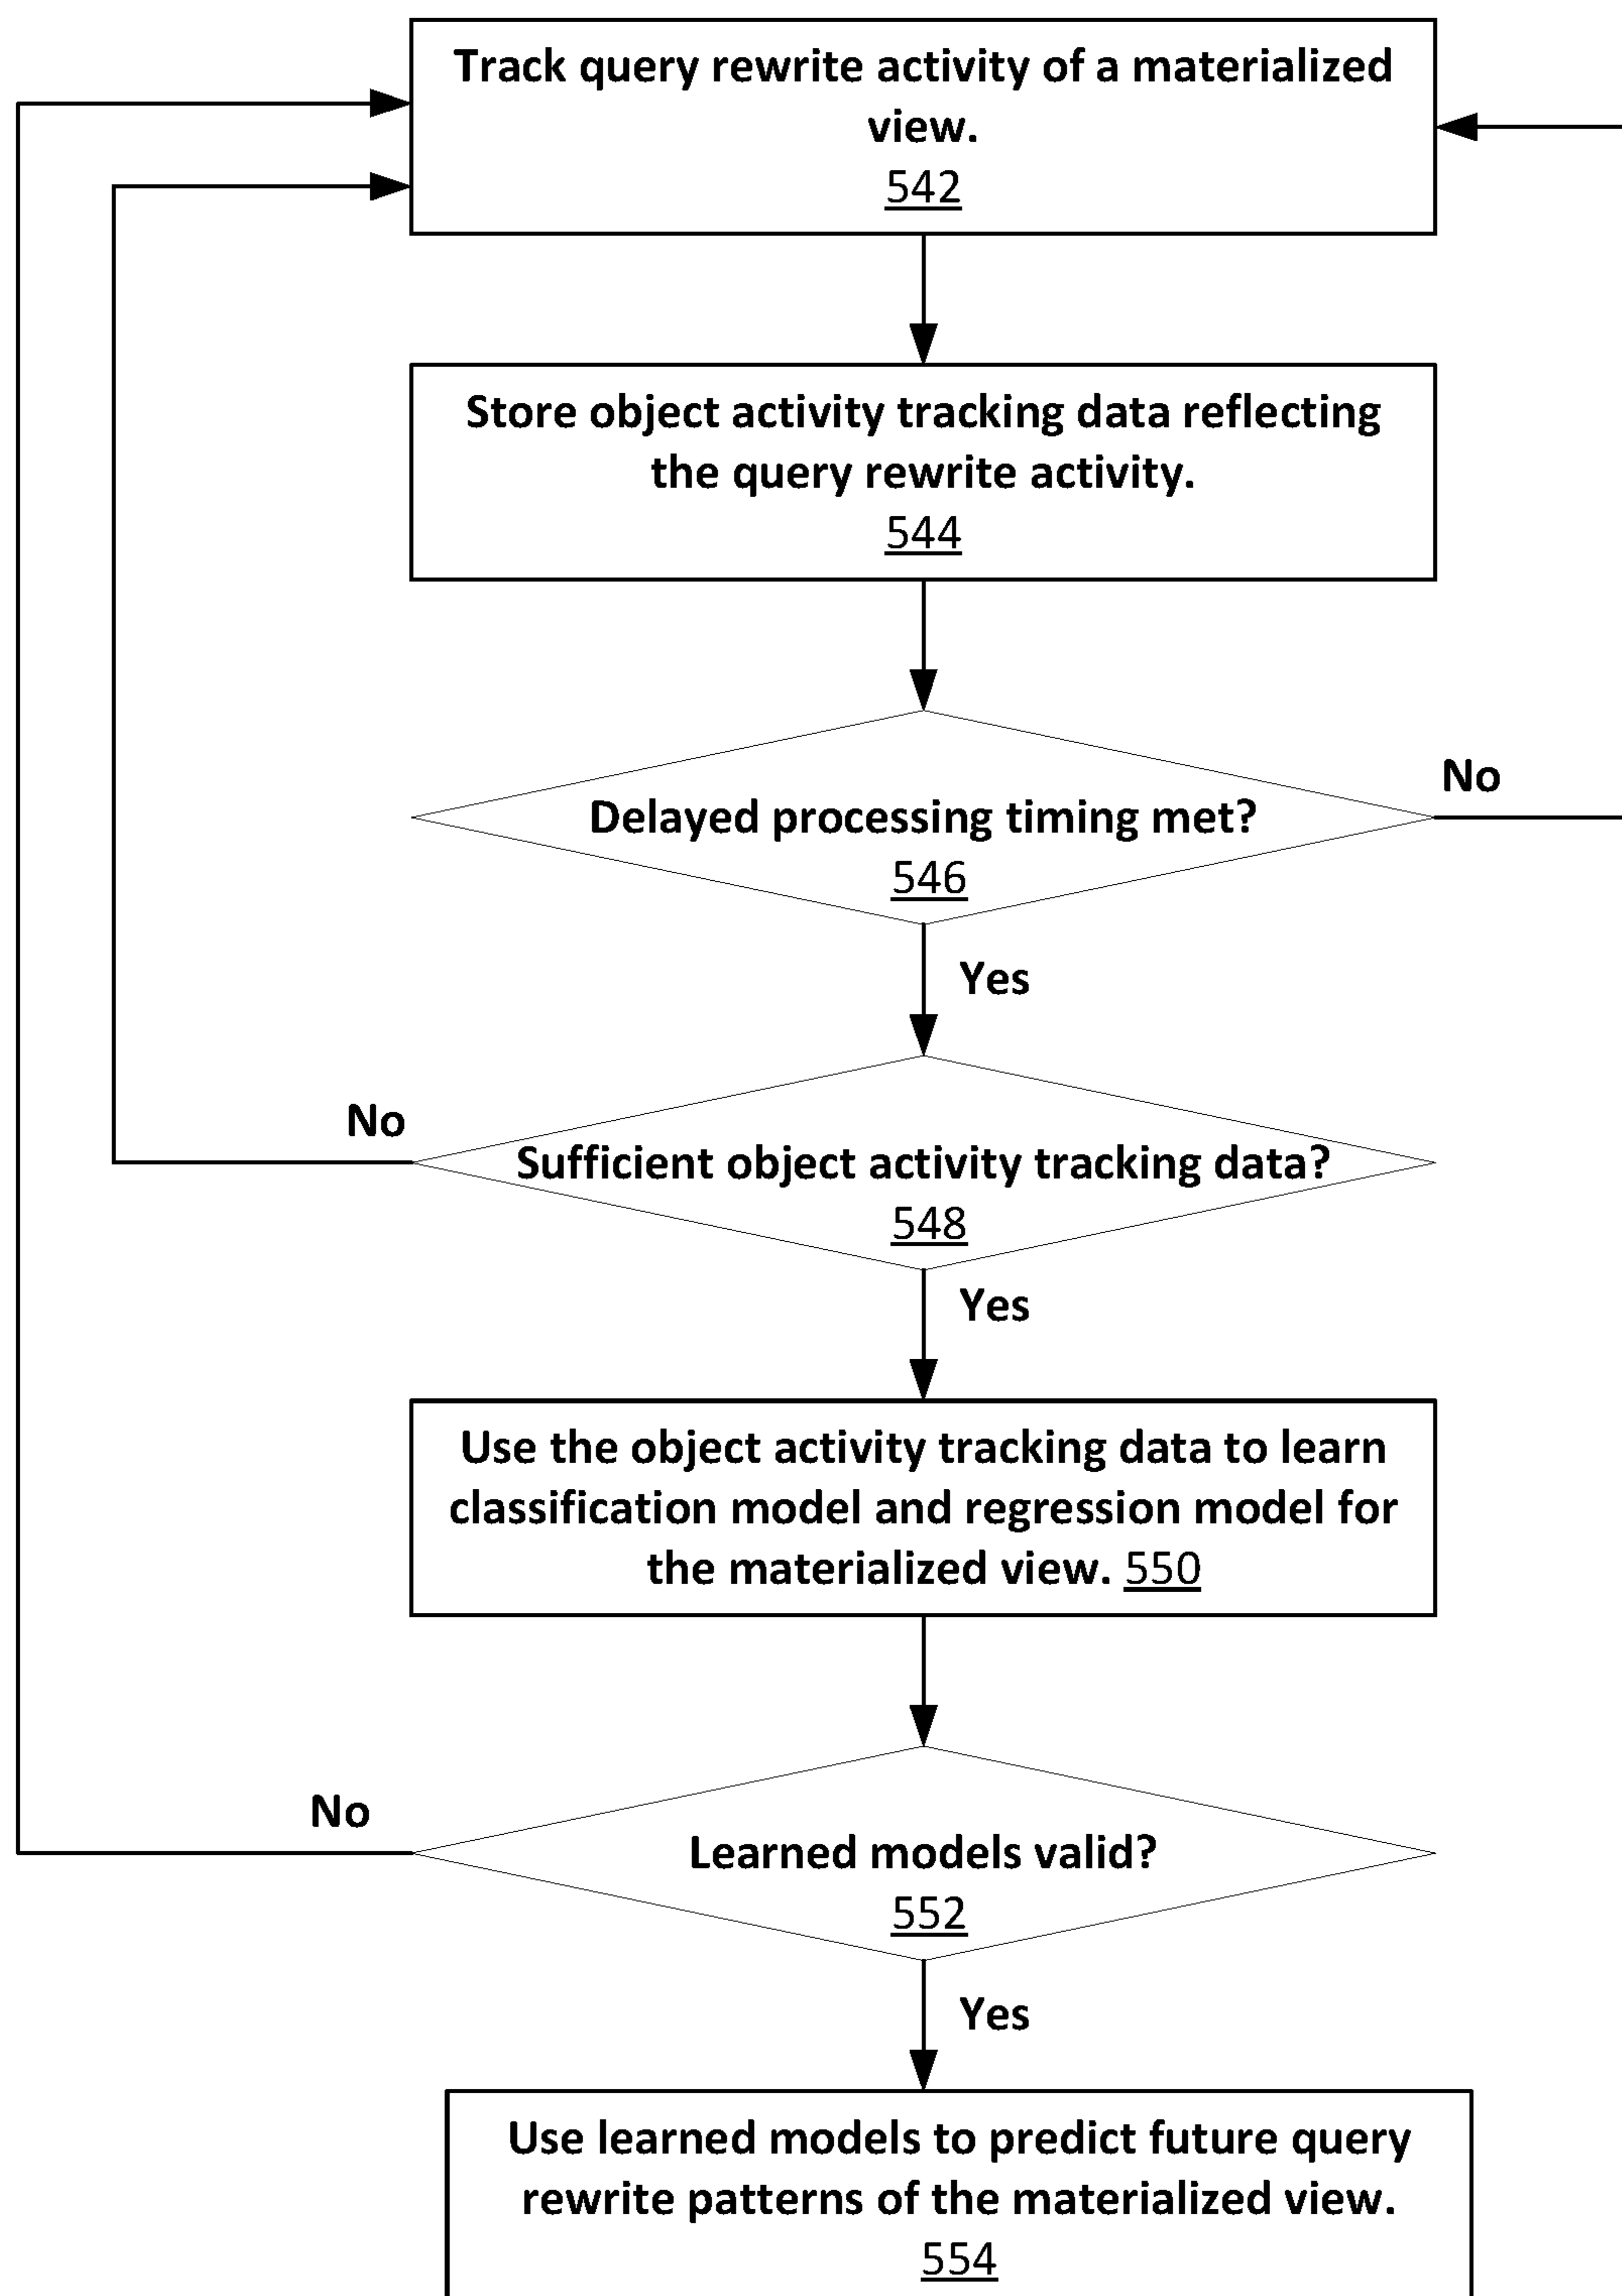 Track query rewrite activity of a materialized
view.
542
Store object activity tracking data reflecting
the query rewrite activity.
544
No
Delayed processing timing met?
546
Yes
No
Sufficient object activity tracking data?
548
Yes
Use the object activity tracking data to learn
classification model and regression model for
the materialized view. 550
No
Learned models valid?
552
Yes
Use learned models to predict future query
rewrite patterns of the materialized view.
554